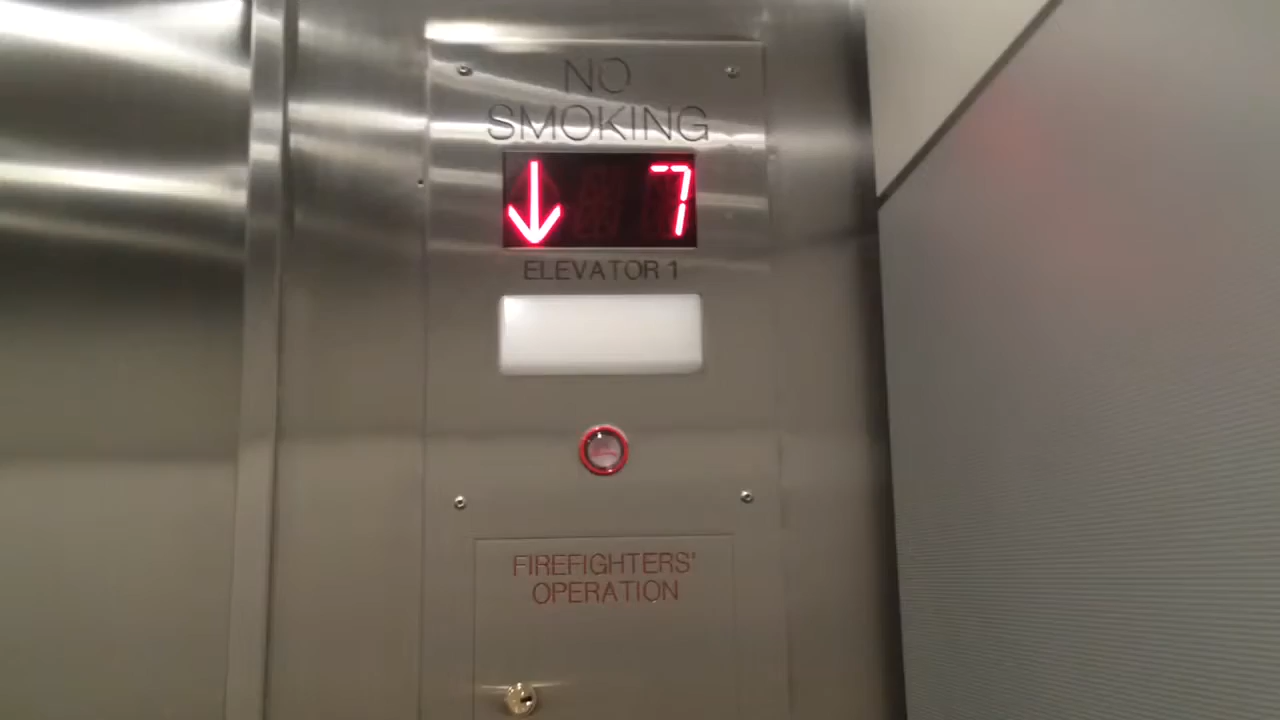 NO
SMOKING
↓ 7
ELEVATOR 1
FIREFIGHTERS'
OPERATION